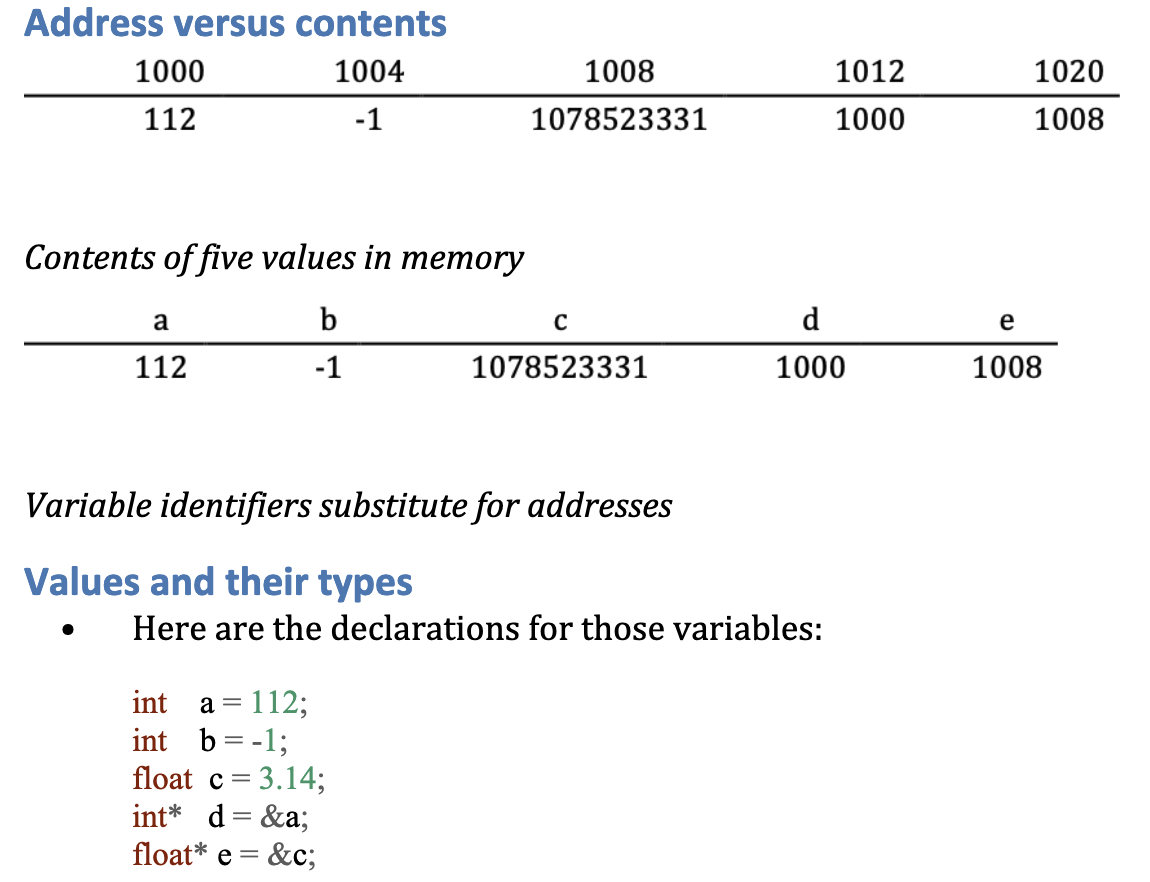 Address versus contents
1000 1004 1008 1012 1020
112 -1 1078523331 1000 1008
Contents of five values in memory
a b c d e
112 -1 1078523331 1000 1008
Variable identifiers substitute for addresses
Values and their types
• Here are the declarations for those variables:
int a = 112;
int b = -1;
float c = 3.14;
int* d = &a;
float* e = &c;